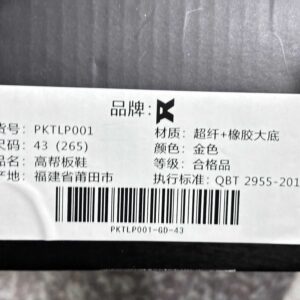 品牌:
货号: PKTLP001
材质: 超纤+橡胶大底
尺码: 43 (265)
颜色: 金色
品名: 高帮板鞋
等级: 合格品
产地: 福建省莆田市
执行标准: QBT 2955-201
PKTLP001-GD-43